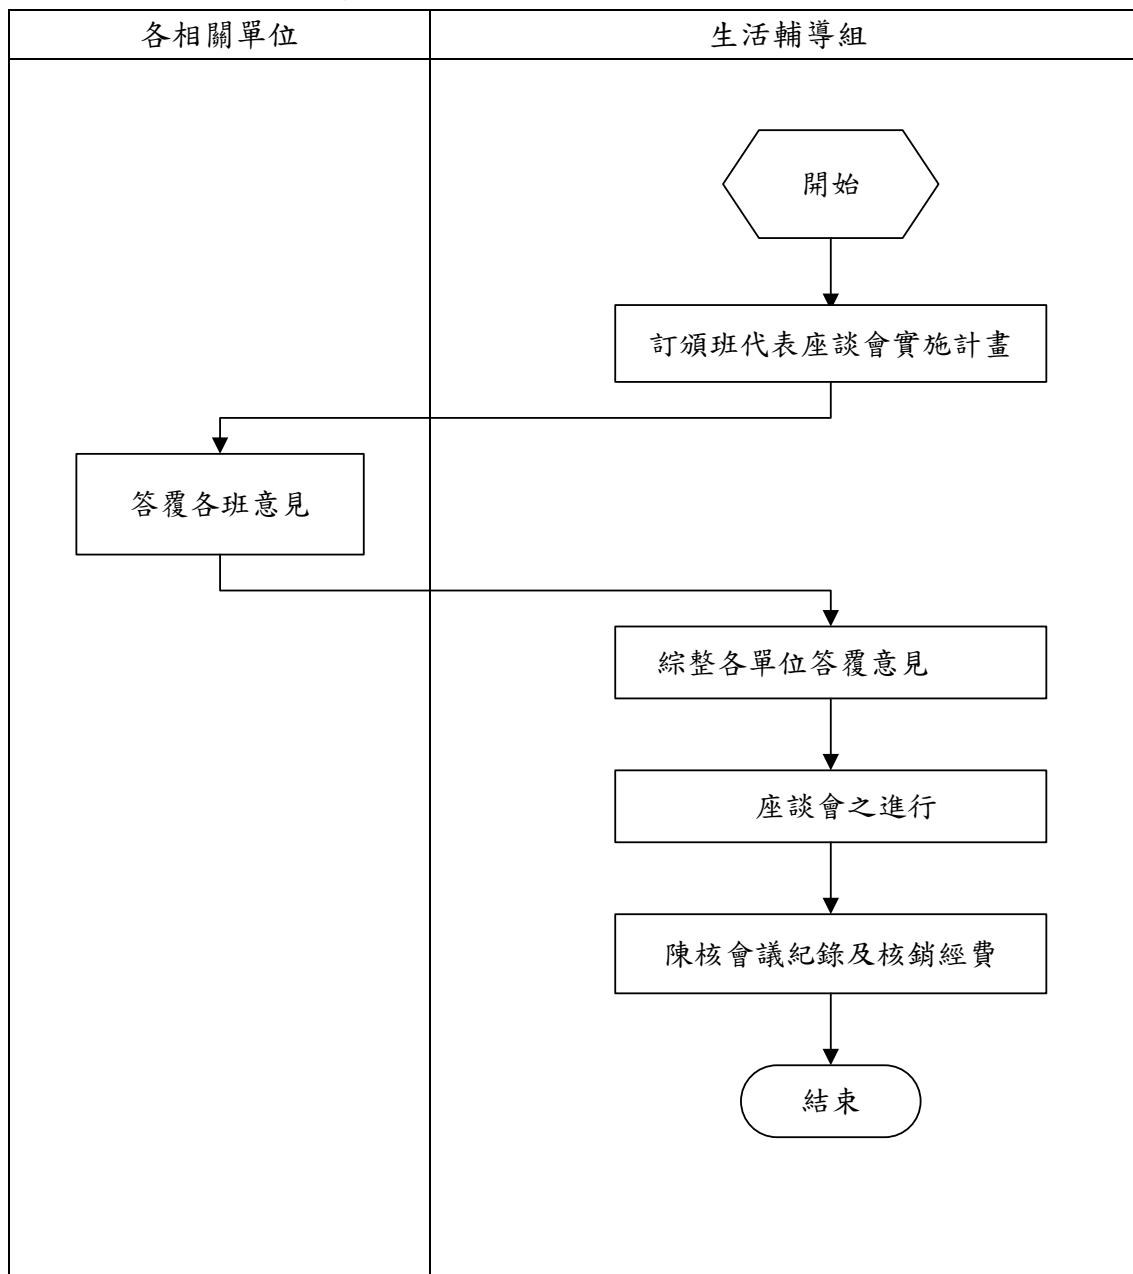 各相關單位
生活輔導組
開始
訂頒班代表座談會實施計畫
答覆各班意見
綜整各單位答覆意見
座談會之進行
陳核會議紀錄及核銷經費
結束